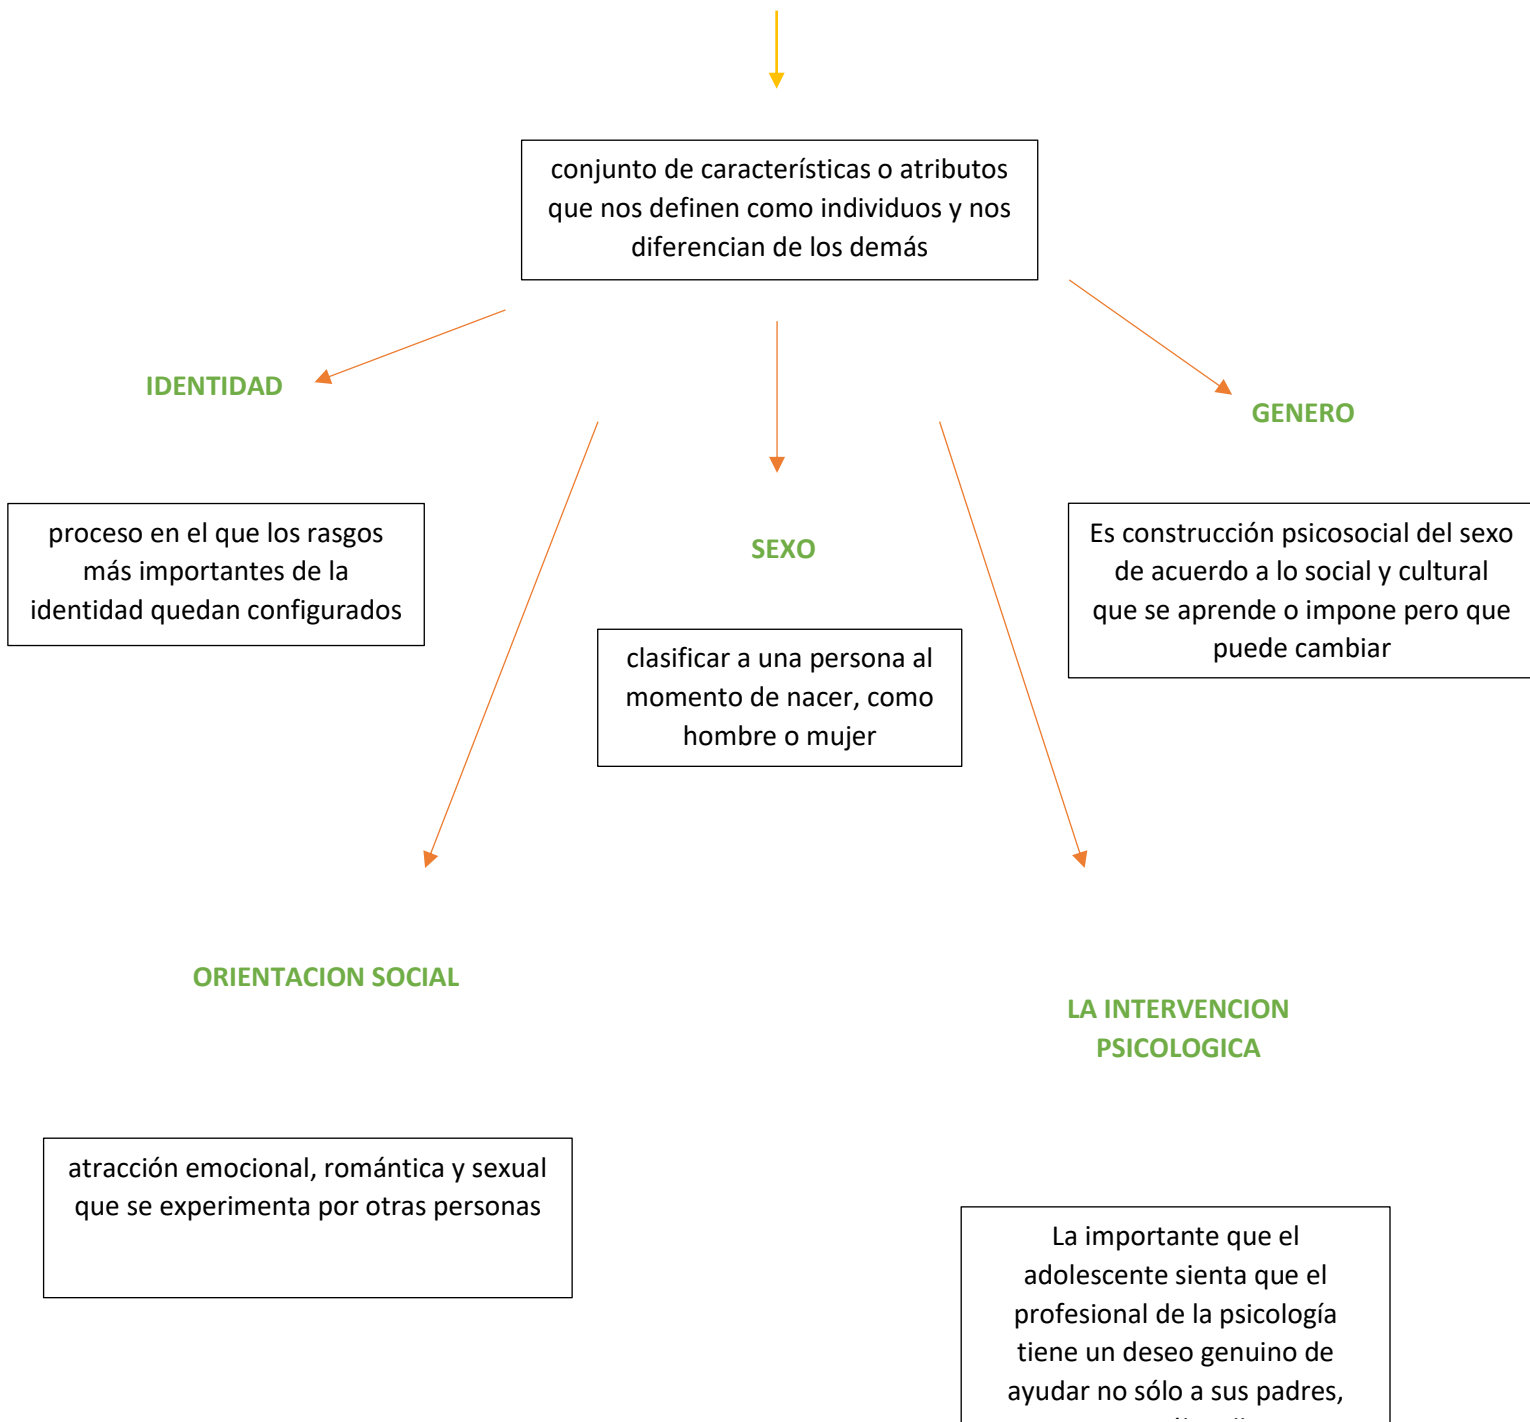 conjunto de características o atributos
que nos definen como individuos y nos
diferencian de los demás
IDENTIDAD
GENERO
proceso en el que los rasgos
más importantes de la
identidad quedan configurados
SEXO
Es construcción psicosocial del sexo
de acuerdo a lo social y cultural
que se aprende o impone pero que
puede cambiar
clasificar a una persona al
momento de nacer, como
hombre o mujer
ORIENTACION SOCIAL
LA INTERVENCION
PSICOLOGICA
atracción emocional, romántica y sexual
que se experimenta por otras personas
La importante que el
adolescente sienta que el
profesional de la psicología
tiene un deseo genuino de
ayudar no sólo a sus padres,